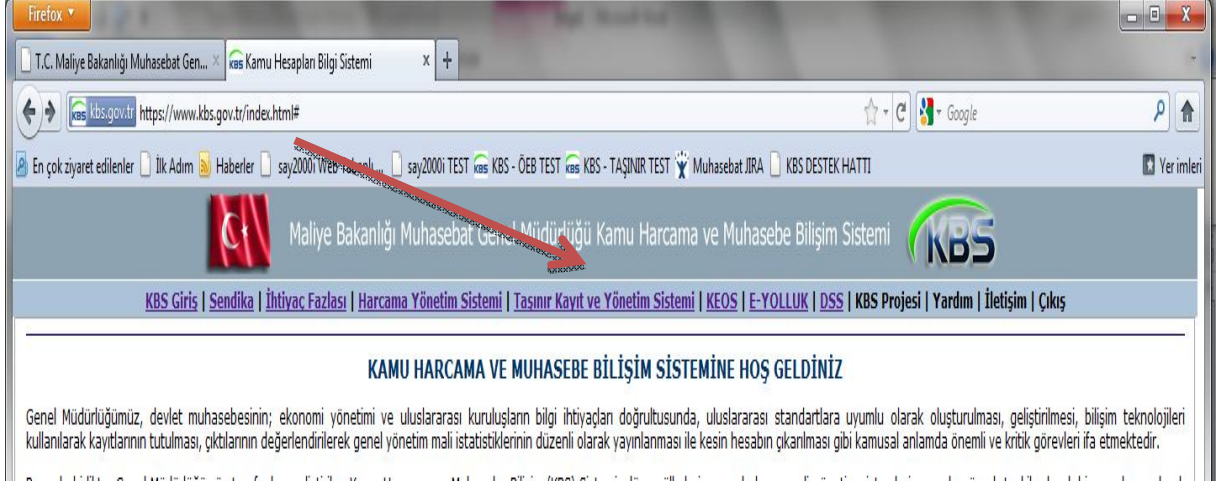 Firefox
T.C. Maliye Bakanlığı Muhasebat Gen... x KBS Kamu Hesapları Bilgi Sistemi x +
KBS kbs.gov.tr https://www.kbs.gov.tr/index.html# Google
En çok ziyaret edilenler İlk Adım Haberler say2000i Web Tabanlı ... say2000i TEST KBS KBS - ÖEB TEST KBS KBS - TAŞINIR TEST Muhasebat JIRA KBS DESTEK HATTI Yer imleri
Maliye Bakanlığı Muhasebat Genel Müdürlüğü Kamu Harcama ve Muhasebe Bilişim Sistemi KBS
KBS Giriş | Sendika | İhtiyaç Fazlası | Harcama Yönetim Sistemi | Taşınır Kayıt ve Yönetim Sistemi | KEOS | E-YOLLUK | DSS | KBS Projesi | Yardım | İletişim | Çıkış
KAMU HARCAMA VE MUHASEBE BİLİŞİM SİSTEMİNE HOŞ GELDİNİZ
Genel Müdürlüğümüz, devlet muhasebesinin; ekonomi yönetimi ve uluslararası kuruluşların bilgi ihtiyaçları doğrultusunda, uluslararası standartlara uyumlu olarak oluşturulması, geliştirilmesi, bilişim teknolojileri
kullanılarak kayıtlarının tutulması, çıktılarının değerlendirilerek genel yönetim mali istatistiklerinin düzenli olarak yayınlanması ile kesin hesabın çıkarılması gibi kamusal anlamda önemli ve kritik görevleri ifa etmektedir.